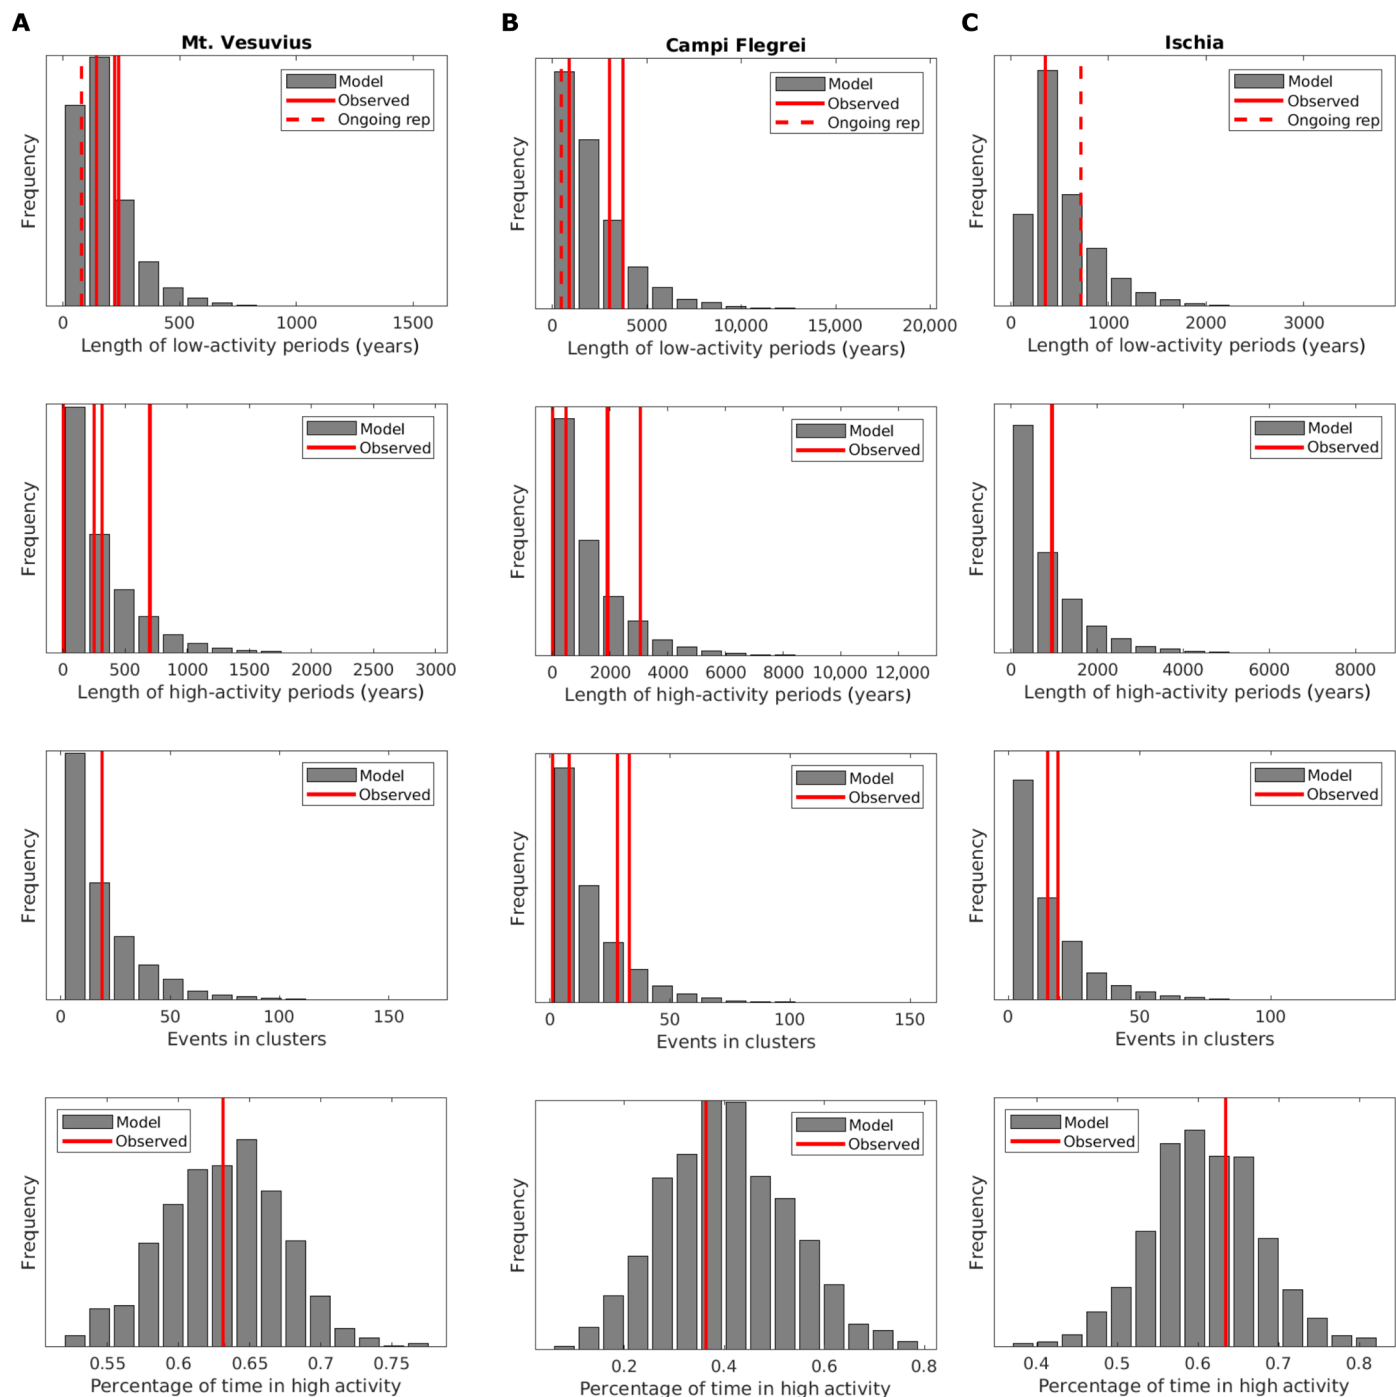 A
Mt. Vesuvius
Model
Observed
Ongoing rep
Frequency
0 500 1000 1500
Length of low-activity periods (years)
B
Campi Flegrei
Model
Observed
Ongoing rep
Frequency
0 5000 10,000 15,000 20,000
Length of low-activity periods (years)
C
Ischia
Model
Observed
Ongoing rep
Frequency
0 1000 2000 3000
Length of low-activity periods (years)
Model
Observed
Frequency
0 500 1000 1500 2000 2500 3000
Length of high-activity periods (years)
Model
Observed
Frequency
0 2000 4000 6000 8000 10,000 12,000
Length of high-activity periods (years)
Model
Observed
Frequency
0 2000 4000 6000 8000
Length of high-activity periods (years)
Model
Observed
Frequency
0 50 100 150
Events in clusters
Model
Observed
Frequency
0 50 100 150
Events in clusters
Model
Observed
Frequency
0 50 100
Events in clusters
Model
Observed
Frequency
0.55 0.6 0.65 0.7 0.75
Percentage of time in high activity
Model
Observed
Frequency
0.2 0.4 0.6 0.8
Percentage of time in high activity
Model
Observed
Frequency
0.4 0.5 0.6 0.7 0.8
Percentage of time in high activity